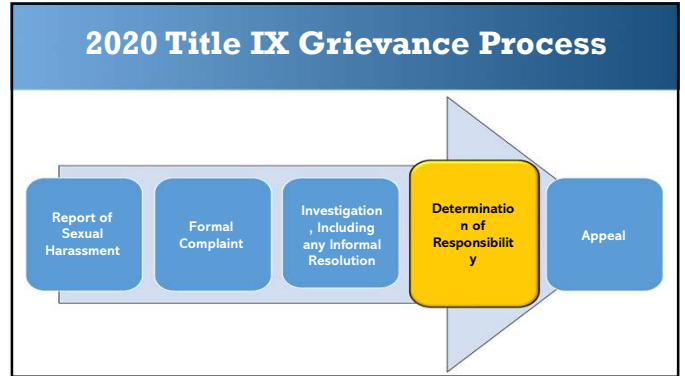 2020 Title IX Grievance Process
Report of
Sexual
Harassment
Formal
Complaint
Investigation
, Including
any Informal
Resolution
Determinatio
n of
Responsibilit
y
Appeal